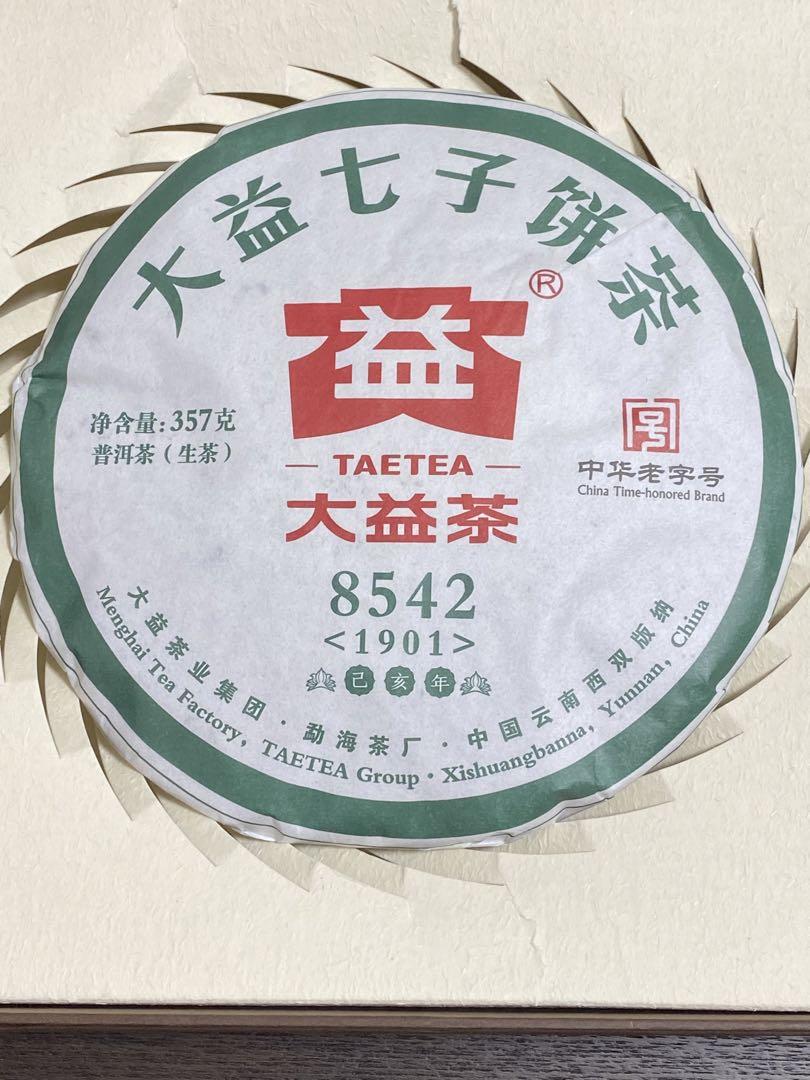 大益七子饼茶
益
®
净含量: 357克
普洱茶（生茶）
TAETEA
大益茶
号
中华老字号
China Time-honored Brand
8542
<1901>
己亥年
大益茶业集团 · 勐海茶厂 · 中国云南西双版纳
Menghai Tea Factory, TAETEA Group · Xishuangbanna, Yunnan, China